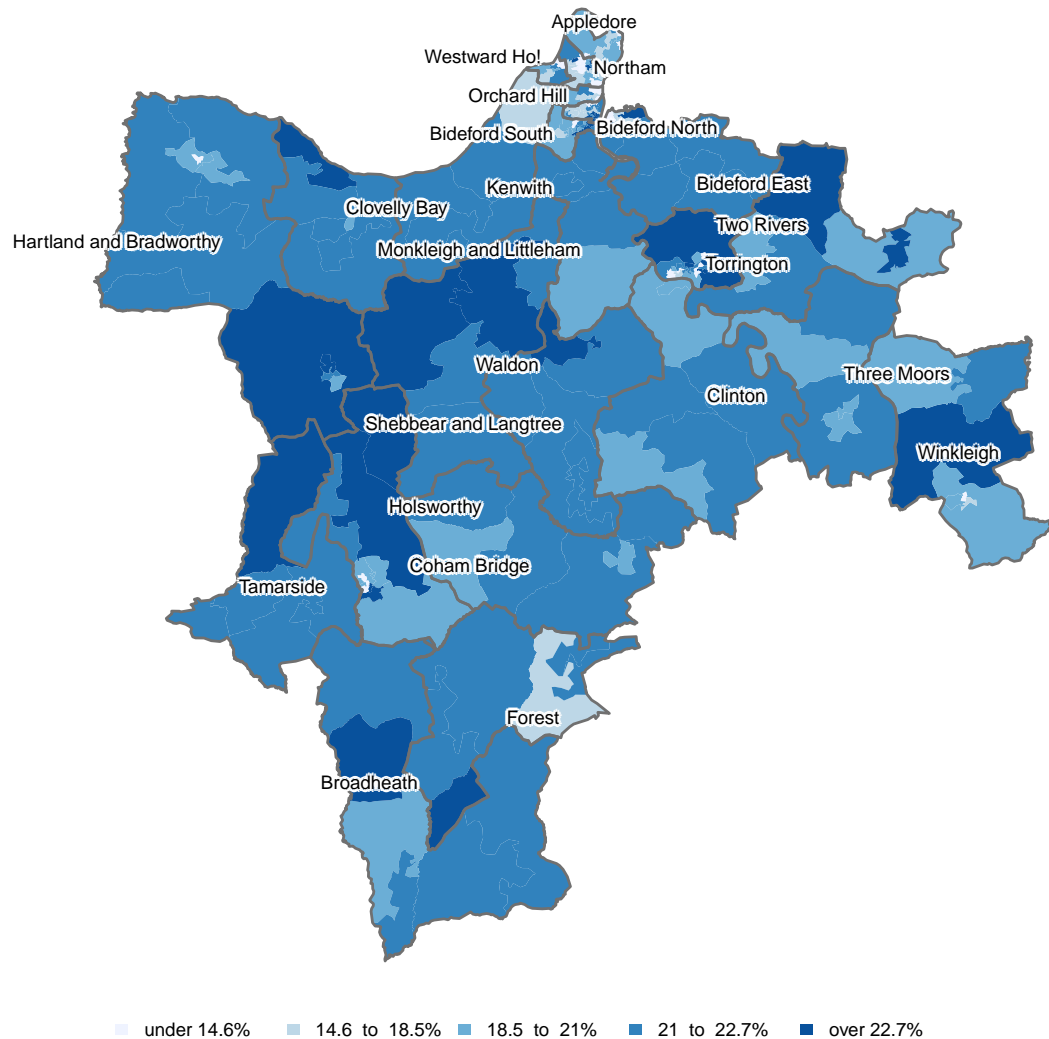 Appledore
Westward Ho!
Northam
Orchard Hill
Bideford South
Bideford North
Kenwith
Bideford East
Clovelly Bay
Two Rivers
Hartland and Bradworthy
Monkleigh and Littleham
Torrington
Waldon
Three Moors
Clinton
Shebbear and Langtree
Winkleigh
Holsworthy
Coham Bridge
Tamarside
Forest
Broadheath
under 14.6% 14.6 to 18.5% 18.5 to 21% 21 to 22.7% over 22.7%